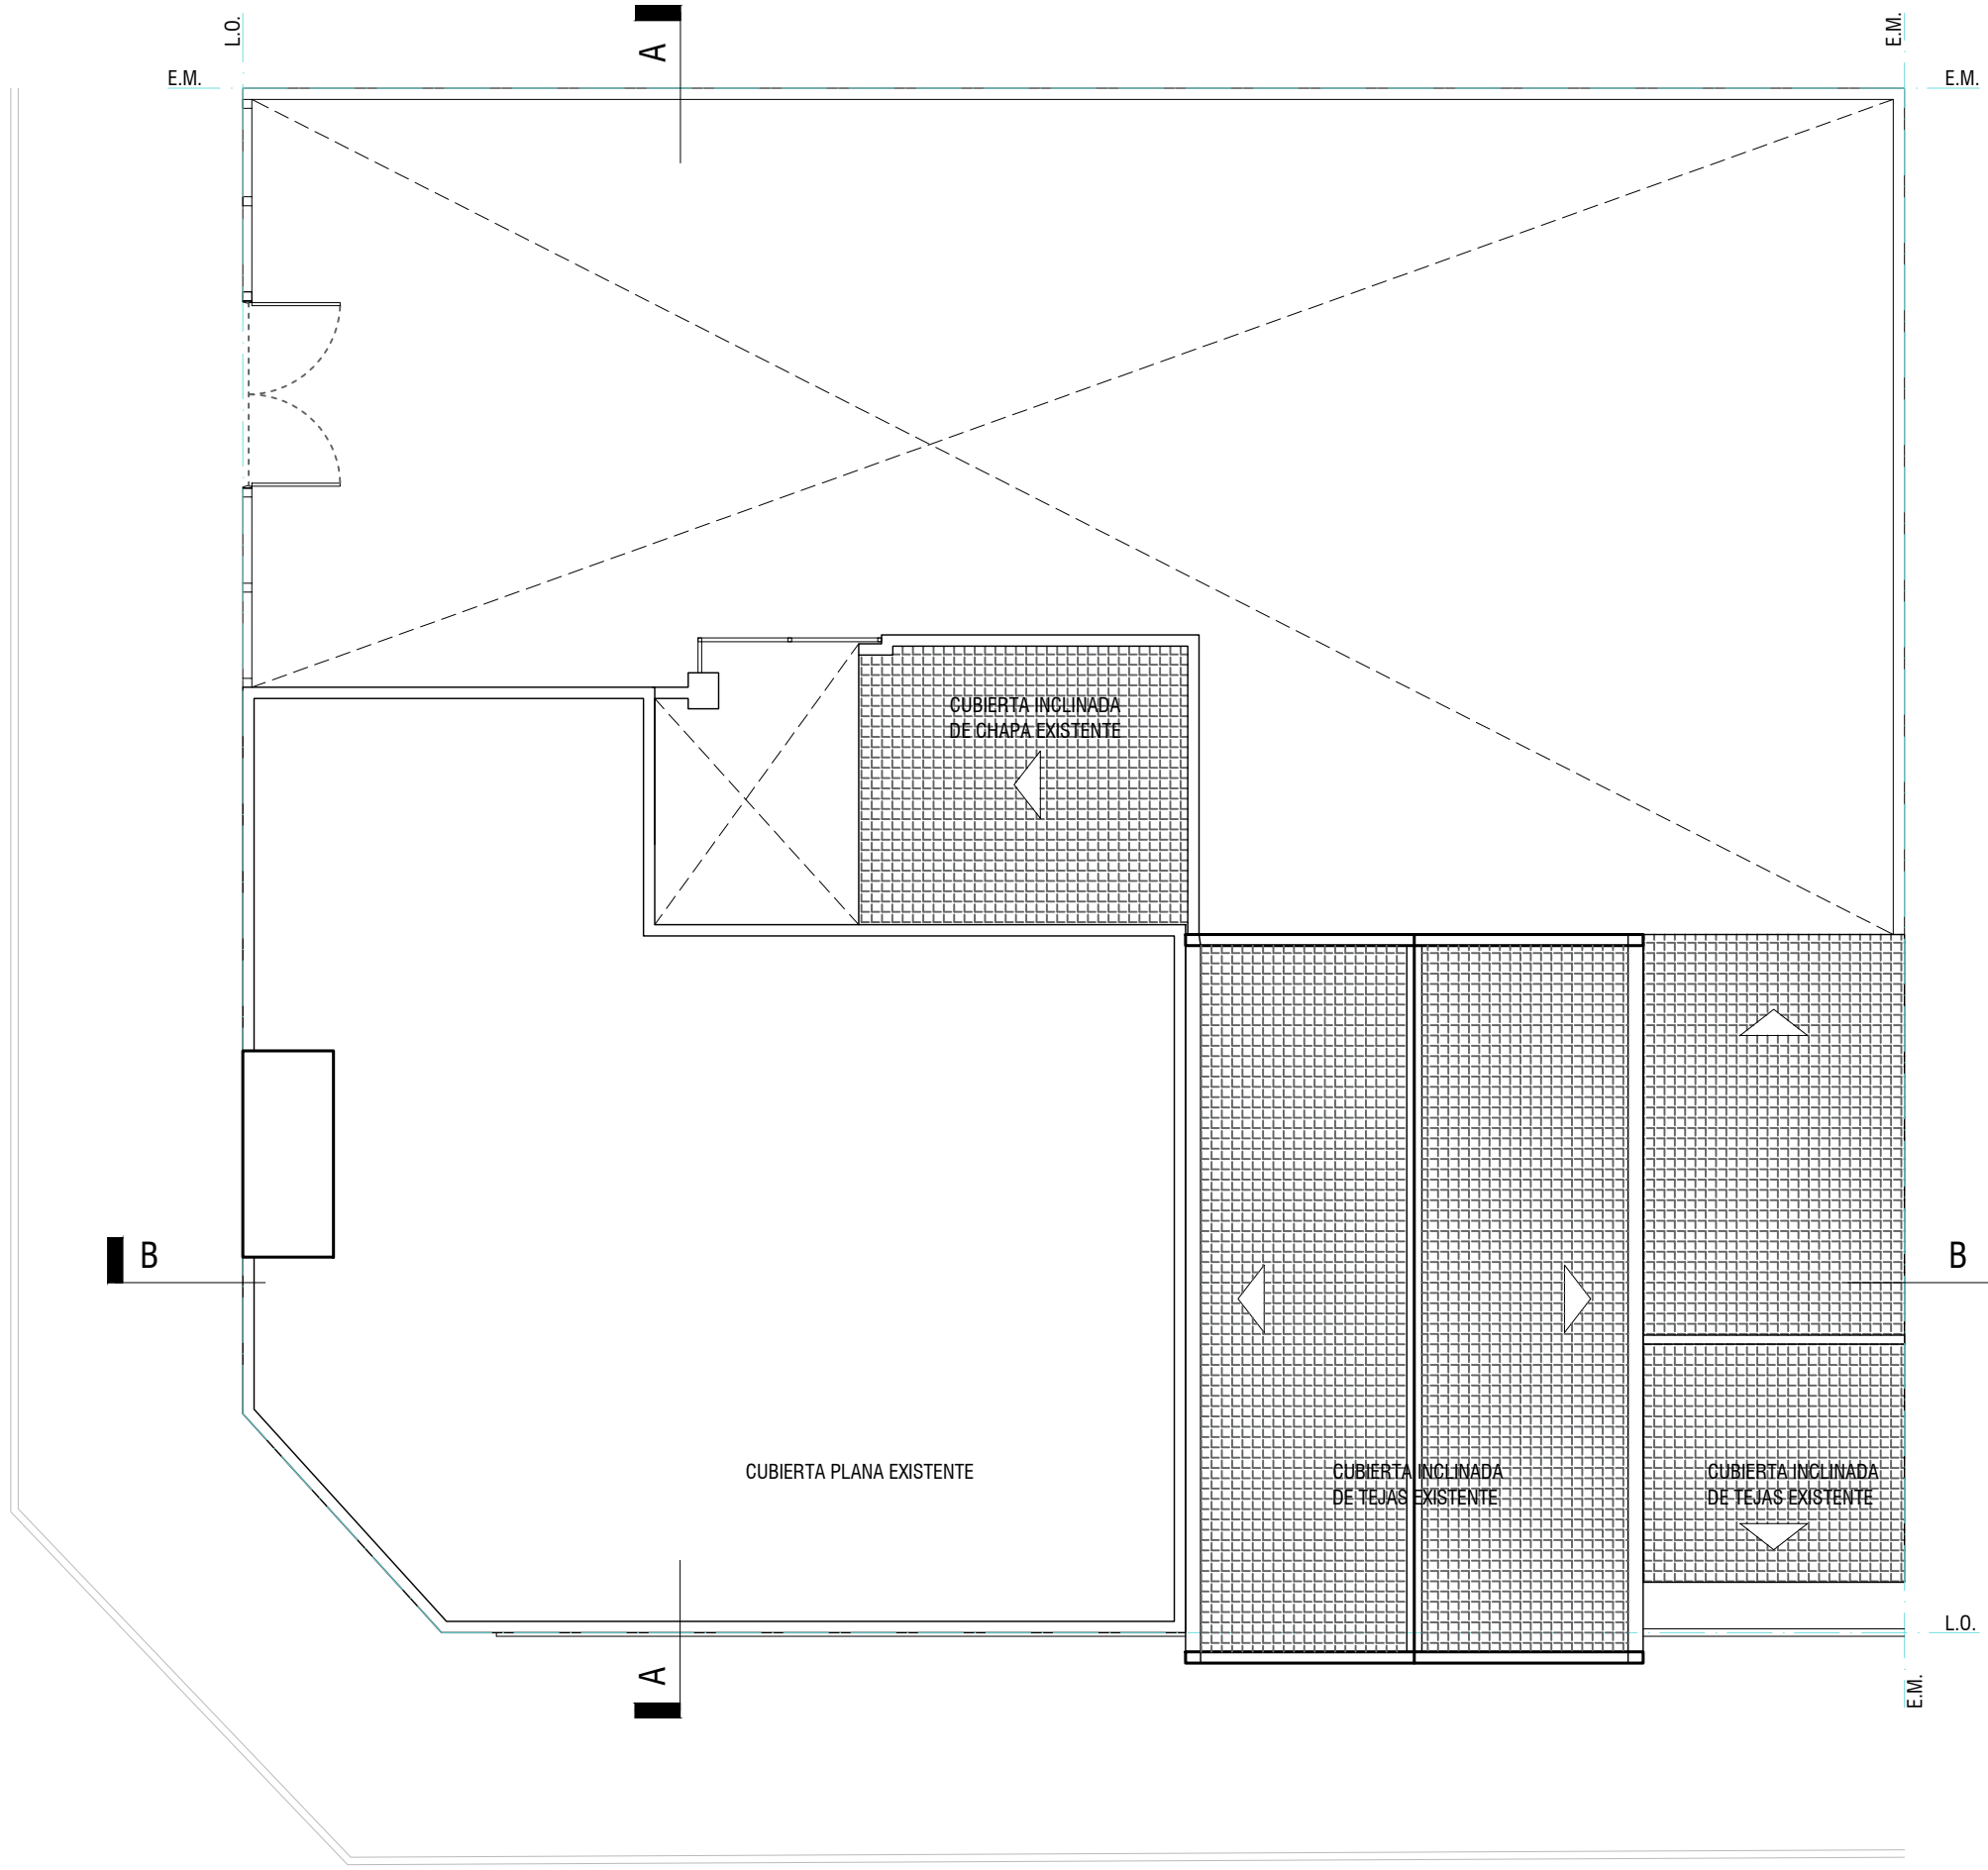 L.O.
A
E.M.
E.M.
E.M.
CUBIERTA INCLINADA
DE CHAPA EXISTENTE
B
B
CUBIERTA PLANA EXISTENTE
CUBIERTA INCLINADA
DE TEJAS EXISTENTE
CUBIERTA INCLINADA
DE TEJAS EXISTENTE
L.O.
A
E.M.